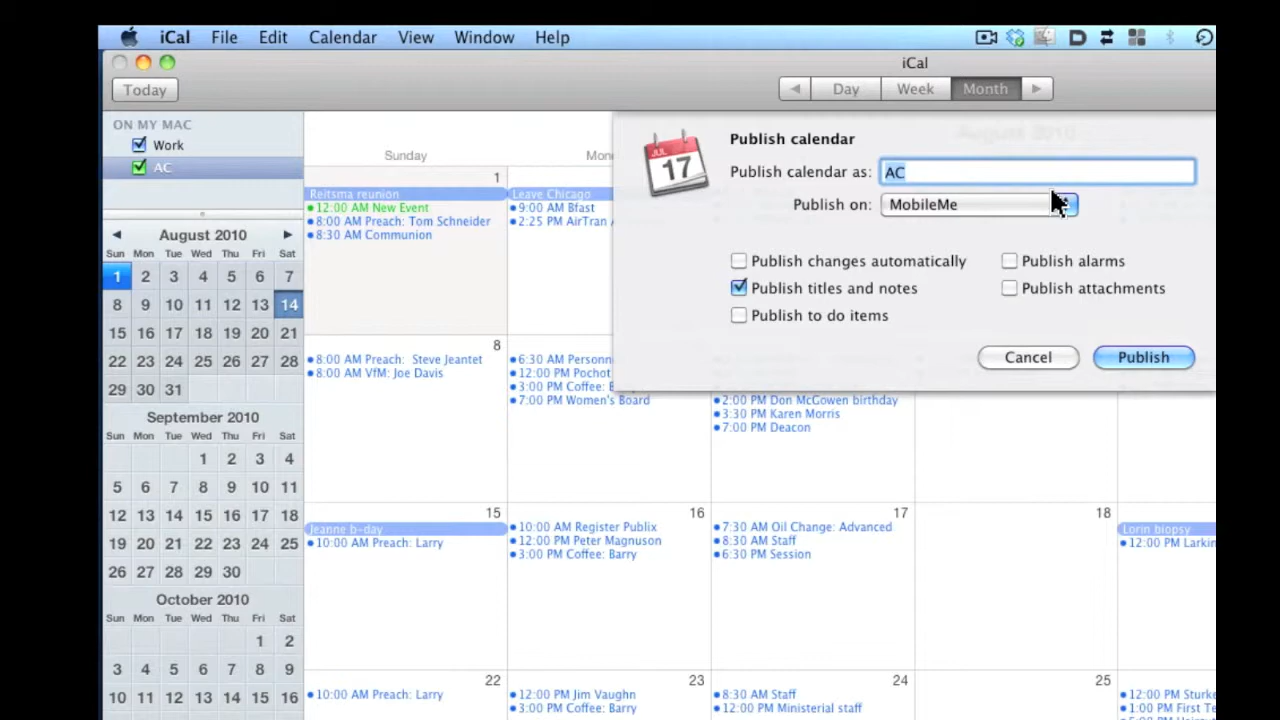 iCal File Edit Calendar View Window Help
iCal
Today
Day Week Month
ON MY MAC
Work
AC
August 2010
Sun Mon Tue Wed Thu Fri Sat
1 2 3 4 5 6 7
8 9 10 11 12 13 14
15 16 17 18 19 20 21
22 23 24 25 26 27 28
29 30 31
September 2010
Sun Mon Tue Wed Thu Fri Sat
1 2 3 4
5 6 7 8 9 10 11
12 13 14 15 16 17 18
19 20 21 22 23 24 25
26 27 28 29 30
October 2010
Sun Mon Tue Wed Thu Fri Sat
1 2
3 4 5 6 7 8 9
10 11 12 13 14 15 16
August 2010
JUL
17
Publish calendar
Publish calendar as: AC
Publish on: MobileMe
Publish changes automatically
Publish alarms
Publish titles and notes
Publish attachments
Publish to do items
Cancel Publish
Sunday
1
Reitsma reunion
12:00 AM New Event
8:00 AM Preach: Tom Schneider
8:30 AM Communion
Leave Chicago
9:00 AM Bfast
2:25 PM AirTran
8
8:00 AM Preach: Steve Jeantet
8:00 AM VfM: Joe Davis
12:00 PM Pochot
3:00 PM Coffee:
7:00 PM Women's Board
2:00 PM Don McGowen birthday
3:30 PM Karen Morris
7:00 PM Deacon
15
Jeanne b-day
10:00 AM Preach: Larry
16
10:00 AM Register Publix
12:00 PM Peter Magnuson
3:00 PM Coffee: Barry
17
7:30 AM Oil Change: Advanced
8:30 AM Staff
6:30 PM Session
18
Lorin biopsy
12:00 PM Larkin
22
10:00 AM Preach: Larry
23
12:00 PM Jim Vaughn
3:00 PM Coffee: Barry
24
8:30 AM Staff
12:00 PM Ministerial staff
25
12:00 PM Sturke
1:00 PM First Te